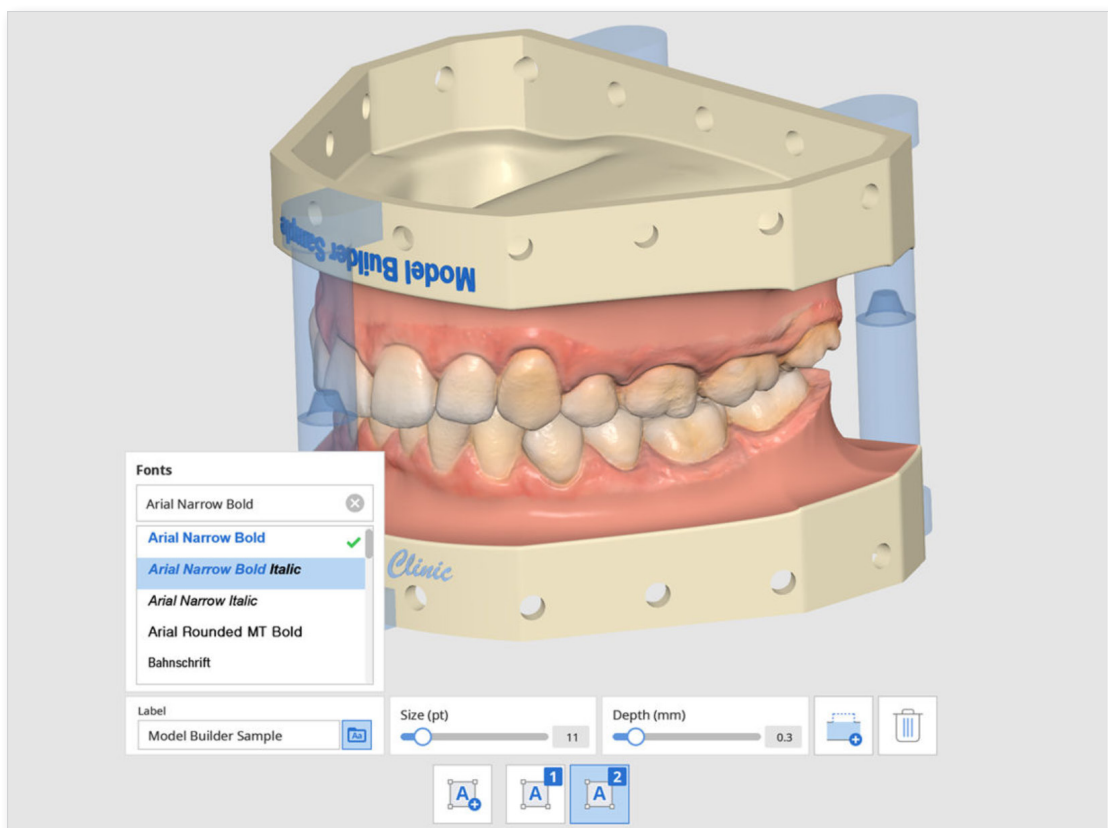 Model Builder Sample
Clinic
Fonts
Arial Narrow Bold
Arial Narrow Bold
Arial Narrow Bold Italic
Arial Narrow Italic
Arial Rounded MT Bold
Bahnschrift
Label
Model Builder Sample
Aa
Size (pt)
11
Depth (mm)
0.3
A
A 1
A 2